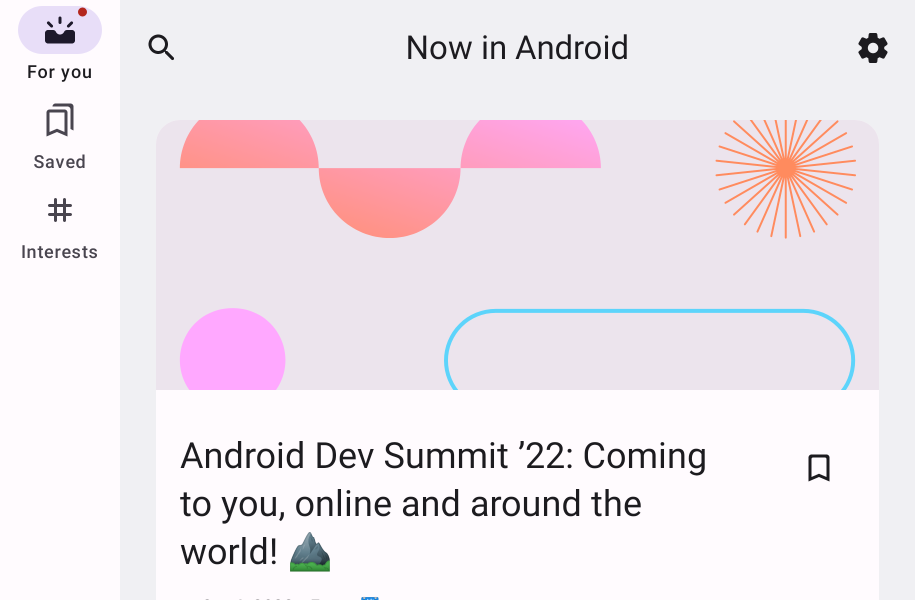 For you
Saved
Interests
Now in Android
Android Dev Summit ’22: Coming
to you, online and around the
world! ⛰️